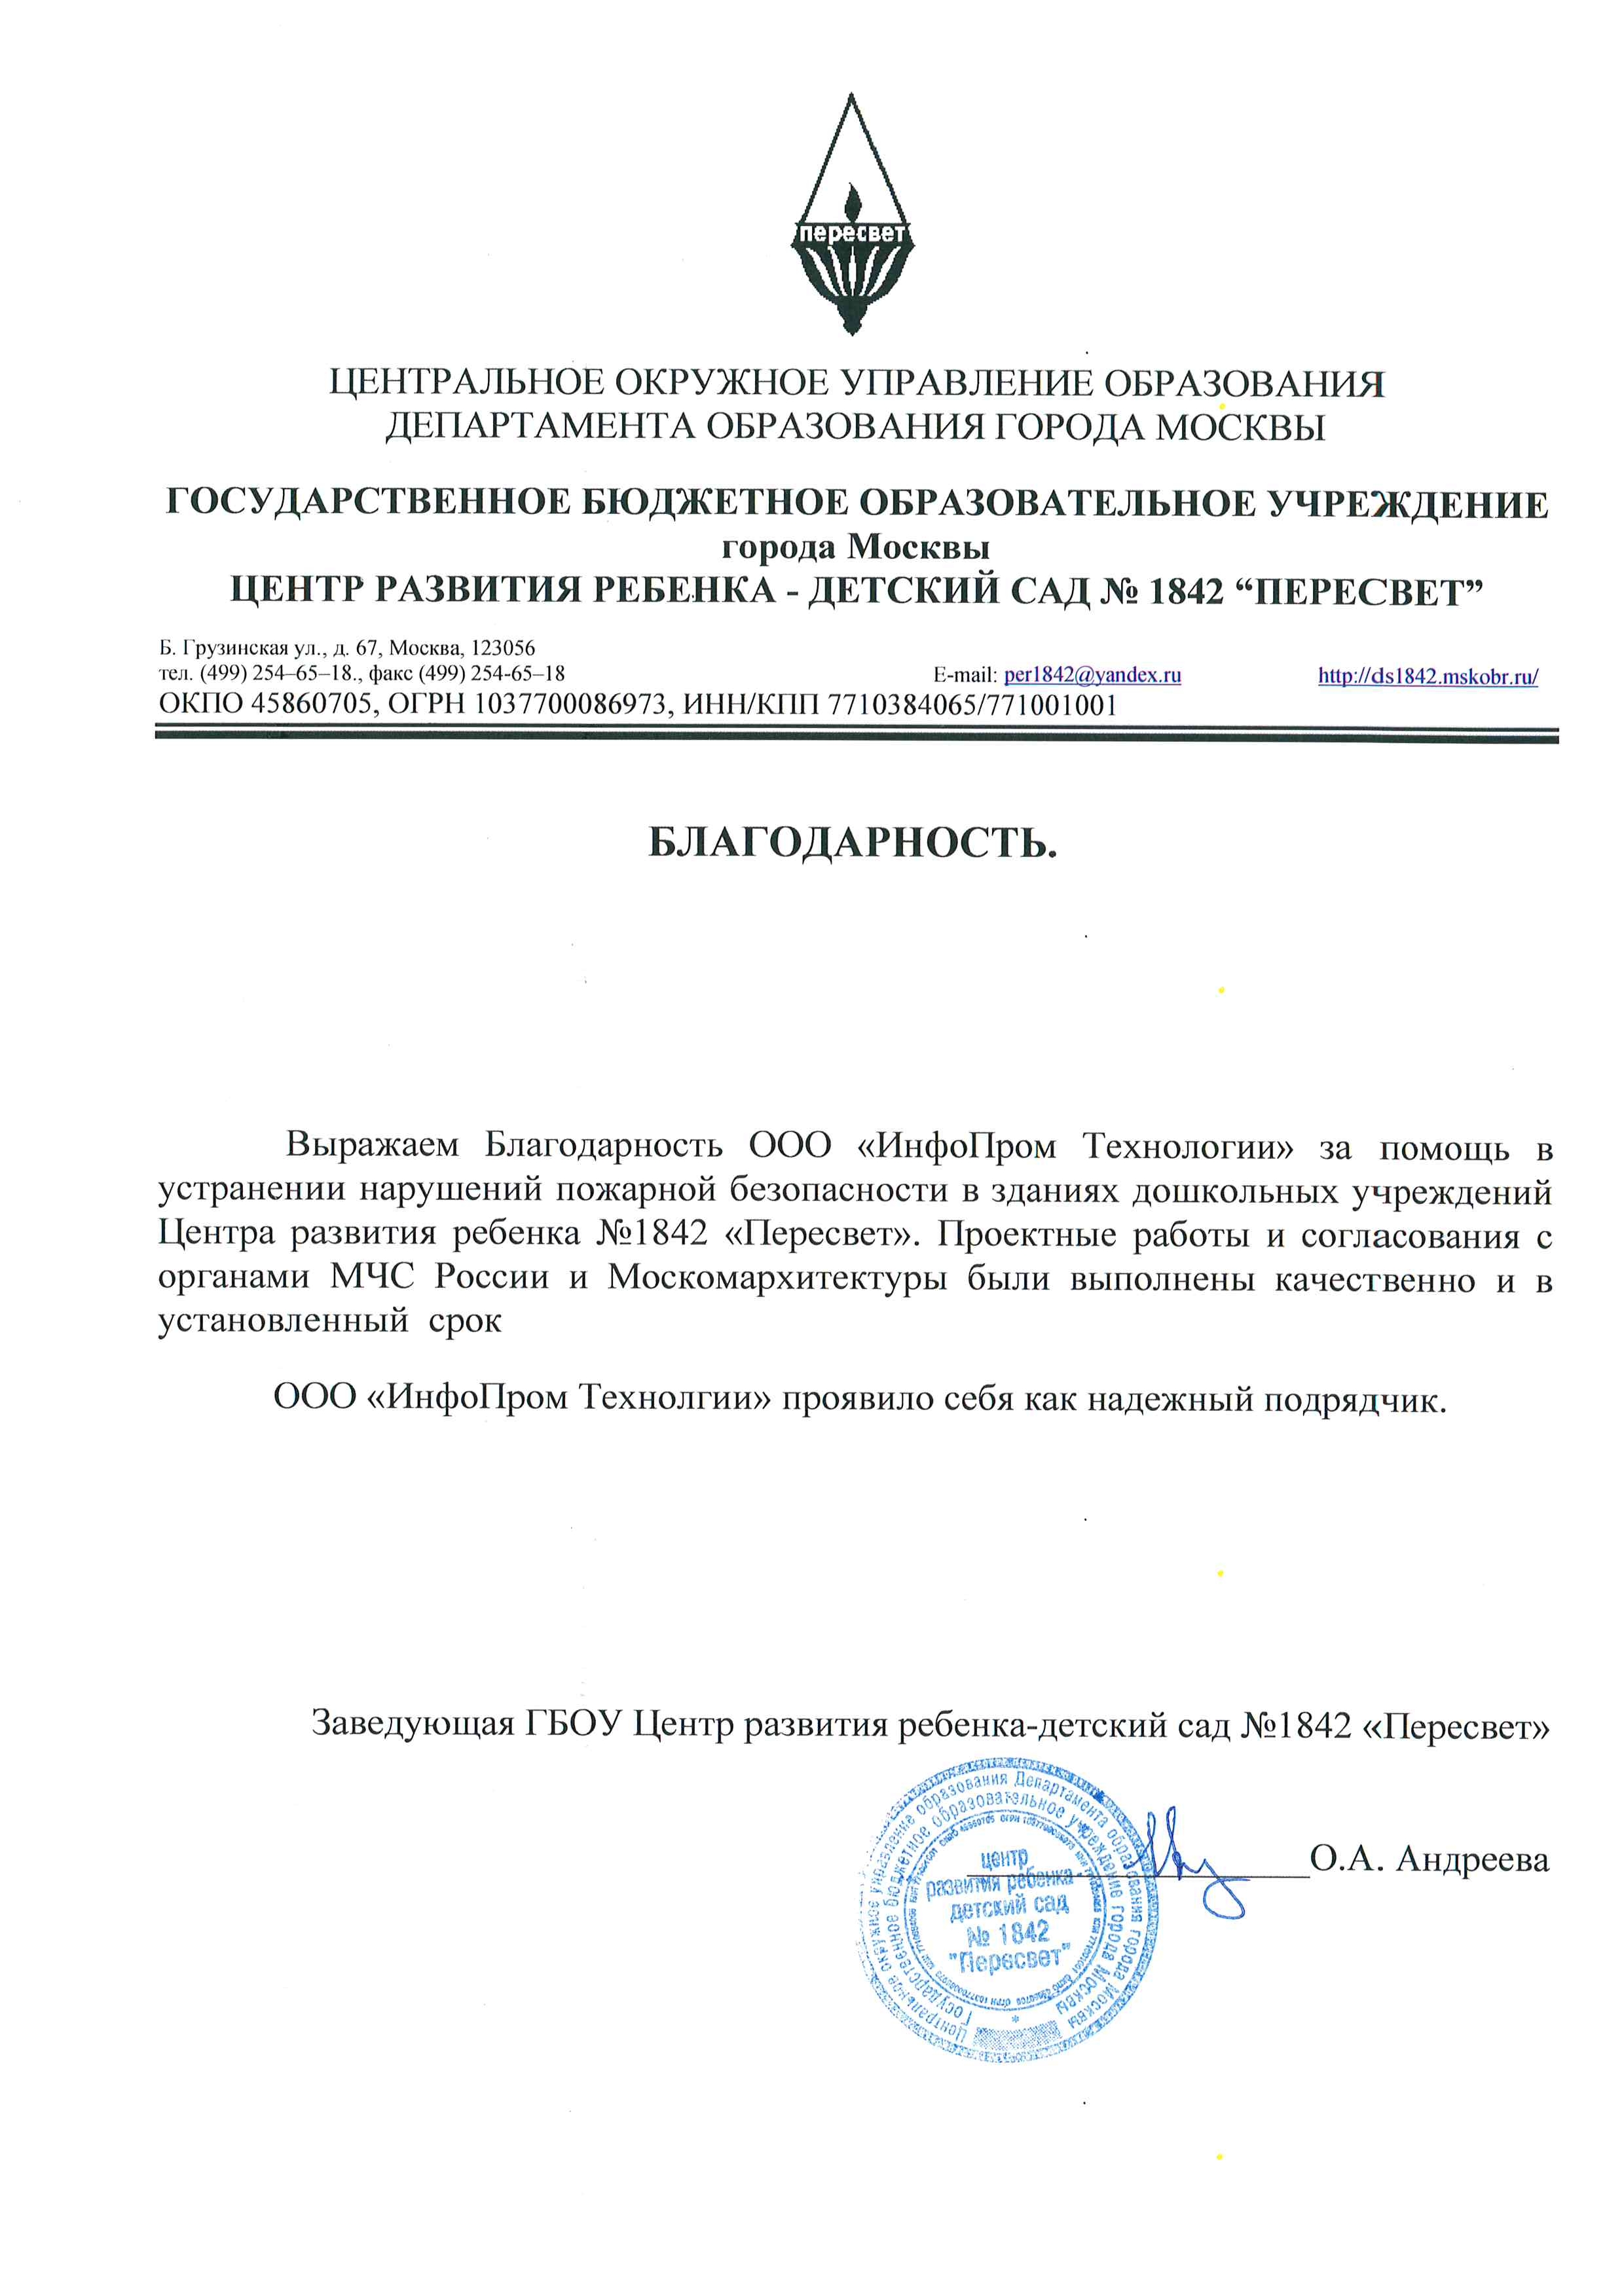 пересвет
ЦЕНТРАЛЬНОЕ ОКРУЖНОЕ УПРАВЛЕНИЕ ОБРАЗОВАНИЯ
ДЕПАРТАМЕНТА ОБРАЗОВАНИЯ ГОРОДА МОСКВЫ
ГОСУДАРСТВЕННОЕ БЮДЖЕТНОЕ ОБРАЗОВАТЕЛЬНОЕ УЧРЕЖДЕНИЕ
города Москвы
ЦЕНТР РАЗВИТИЯ РЕБЕНКА - ДЕТСКИЙ САД № 1842 “ПЕРЕСВЕТ”
Б. Грузинская ул., д. 67, Москва, 123056
тел. (499) 254–65–18., факс (499) 254-65–18 E-mail: per1842@yandex.ru http://ds1842.mskobr.ru/
ОКПО 45860705, ОГРН 1037700086973, ИНН/КПП 7710384065/771001001
БЛАГОДАРНОСТЬ.
Выражаем Благодарность ООО «ИнфоПром Технологии» за помощь в
устранении нарушений пожарной безопасности в зданиях дошкольных учреждений
Центра развития ребенка №1842 «Пересвет». Проектные работы и согласования с
органами МЧС России и Москомархитектуры были выполнены качественно и в
установленный срок
ООО «ИнфоПром Технолгии» проявило себя как надежный подрядчик.
Заведующая ГБОУ Центр развития ребенка-детский сад №1842 «Пересвет»
О.А. Андреева
Центральное окружное управление образования Департамента образования города Москвы
Государственное бюджетное образовательное учреждение города Москвы
центр
развития ребенка -
детский сад
№ 1842
"Пересвет"